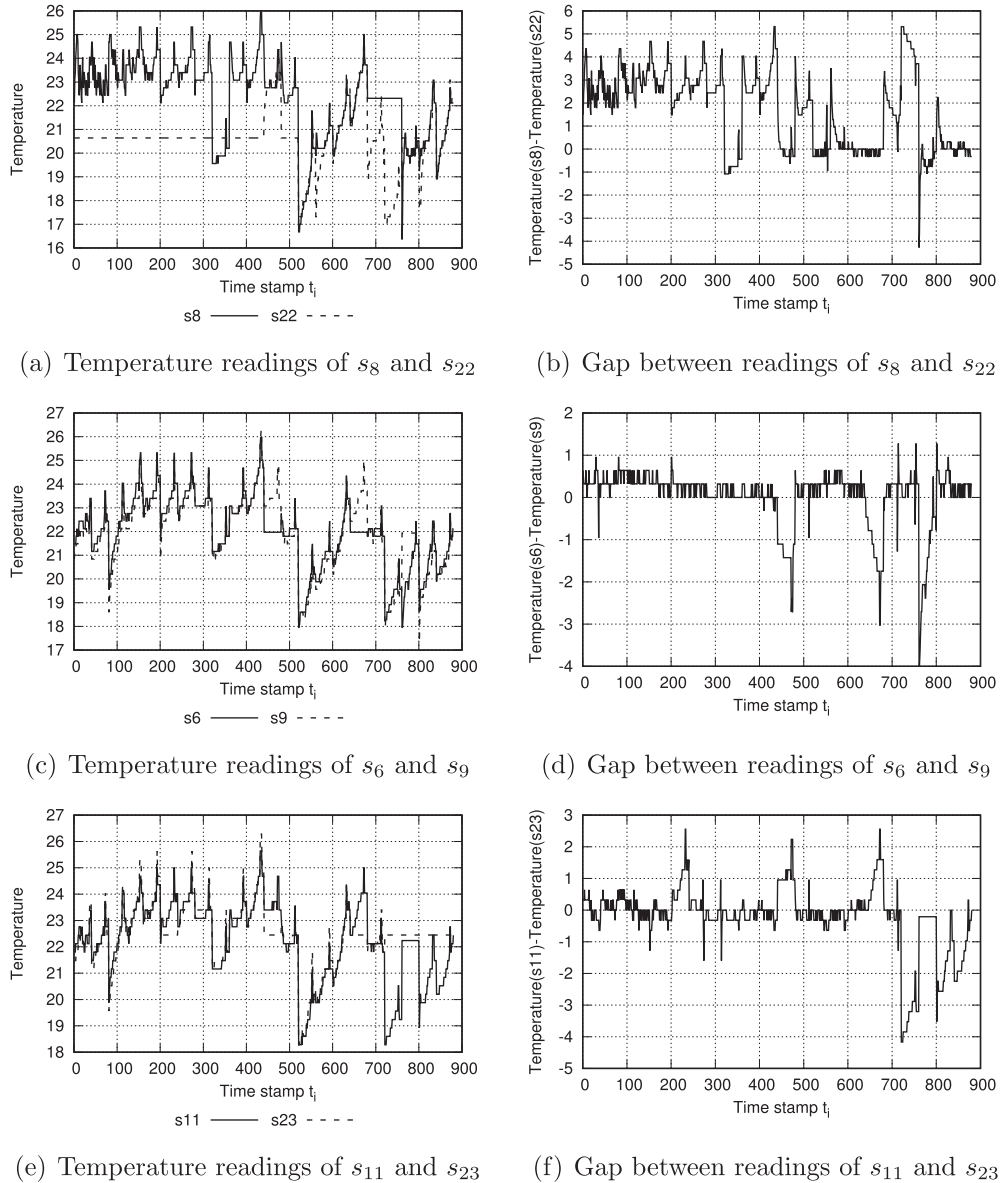 26
25
24
23
22
21
20
19
18
17
16
Temperature
0 100 200 300 400 500 600 700 800 900
Time stamp ti
s8 s22
(a) Temperature readings of s8 and s22
6
5
4
3
2
1
0
-1
-2
-3
-4
-5
Temperature(s8)-Temperature(s22)
0 100 200 300 400 500 600 700 800 900
Time stamp ti
(b) Gap between readings of s8 and s22
27
26
25
24
23
22
21
20
19
18
17
Temperature
0 100 200 300 400 500 600 700 800 900
Time stamp ti
s6 s9
(c) Temperature readings of s6 and s9
2
1
0
-1
-2
-3
-4
Temperature(s6)-Temperature(s9)
0 100 200 300 400 500 600 700 800 900
Time stamp ti
(d) Gap between readings of s6 and s9
27
26
25
24
23
22
21
20
19
18
Temperature
0 100 200 300 400 500 600 700 800 900
Time stamp ti
s11 s23
(e) Temperature readings of s11 and s23
3
2
1
0
-1
-2
-3
-4
-5
Temperature(s11)-Temperature(s23)
0 100 200 300 400 500 600 700 800 900
Time stamp ti
(f) Gap between readings of s11 and s23